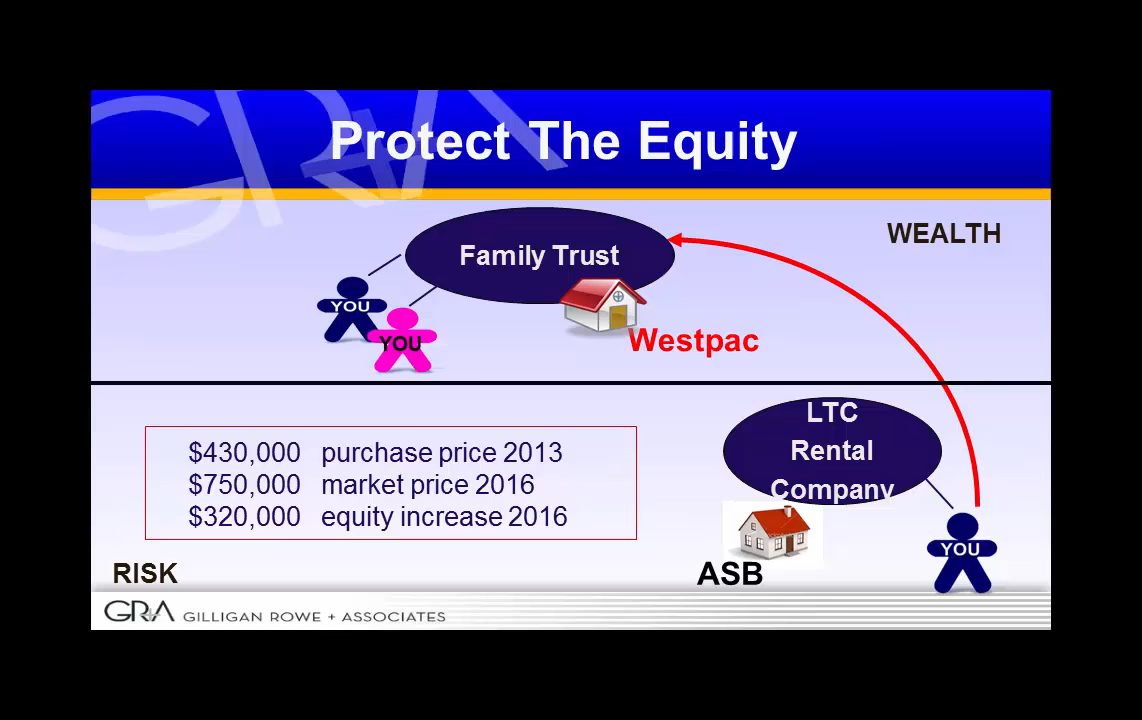 Protect The Equity
WEALTH
Family Trust
YOU
YOU
Westpac
LTC
Rental
Company
$430,000 purchase price 2013
$750,000 market price 2016
$320,000 equity increase 2016
YOU
ASB
RISK
GRA GILLIGAN ROWE + ASSOCIATES